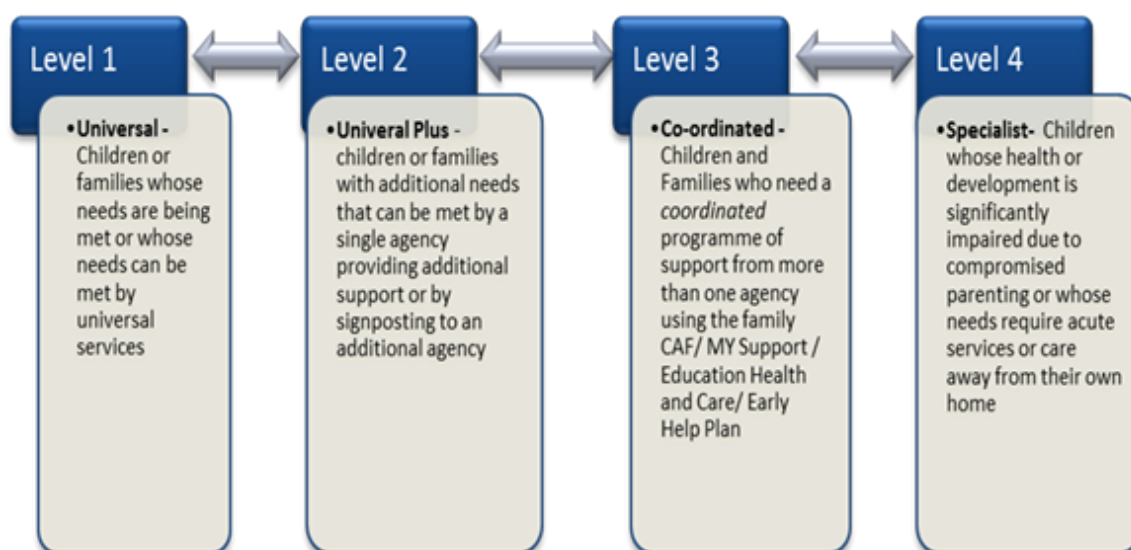 Level 1
•Universal -
Children or
families whose
needs are being
met or whose
needs can be
met by
universal
services
Level 2
•Univeral Plus -
children or families
with additional needs
that can be met by a
single agency
providing additional
support or by
signposting to an
additional agency
Level 3
•Co-ordinated -
Children and
Families who need a
coordinated
programme of
support from more
than one agency
using the family
CAF/ MY Support /
Education Health
and Care/ Early
Help Plan
Level 4
•Specialist- Children
whose health or
development is
significantly
impaired due to
compromised
parenting or whose
needs require acute
services or care
away from their own
home